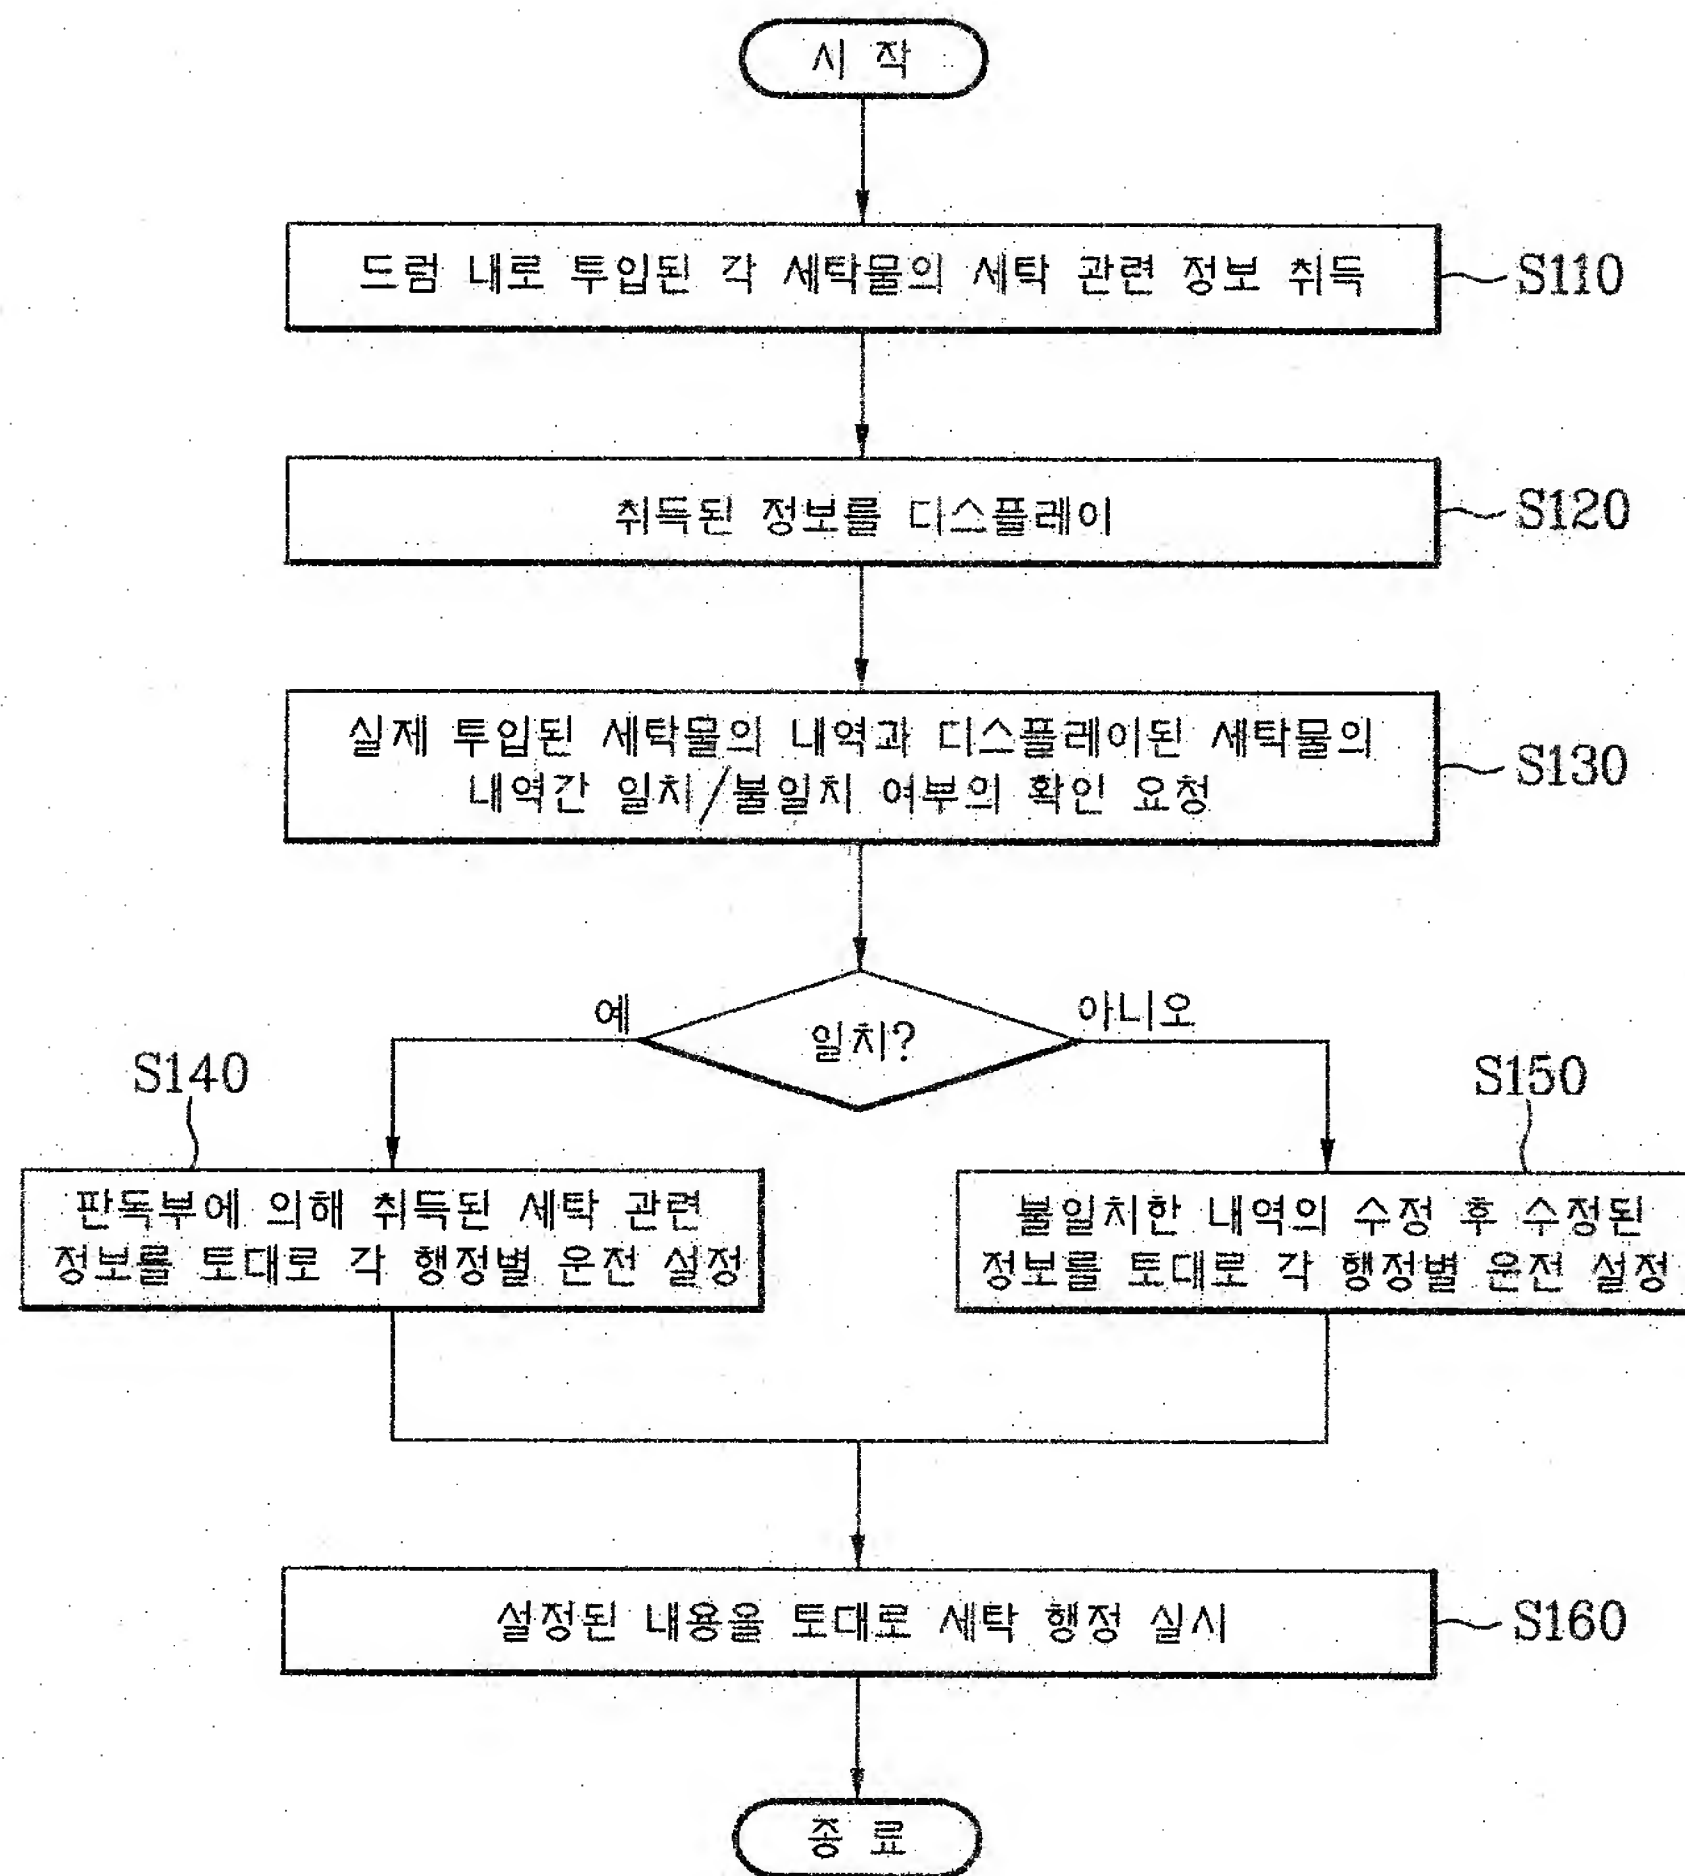 시 작
드럼 내로 투입된 각 세탁물의 세탁 관련 정보 취득
S110
취득된 정보를 디스플레이
S120
실제 투입된 세탁물의 내역과 디스플레이된 세탁물의
내역간 일치/불일치 여부의 확인 요청
S130
일치?
예
아니오
S140
판독부에 의해 취득된 세탁 관련
정보를 토대로 각 행정별 운전 설정
S150
불일치한 내역의 수정 후 수정된
정보를 토대로 각 행정별 운전 설정
설정된 내용을 토대로 세탁 행정 실시
S160
종 료